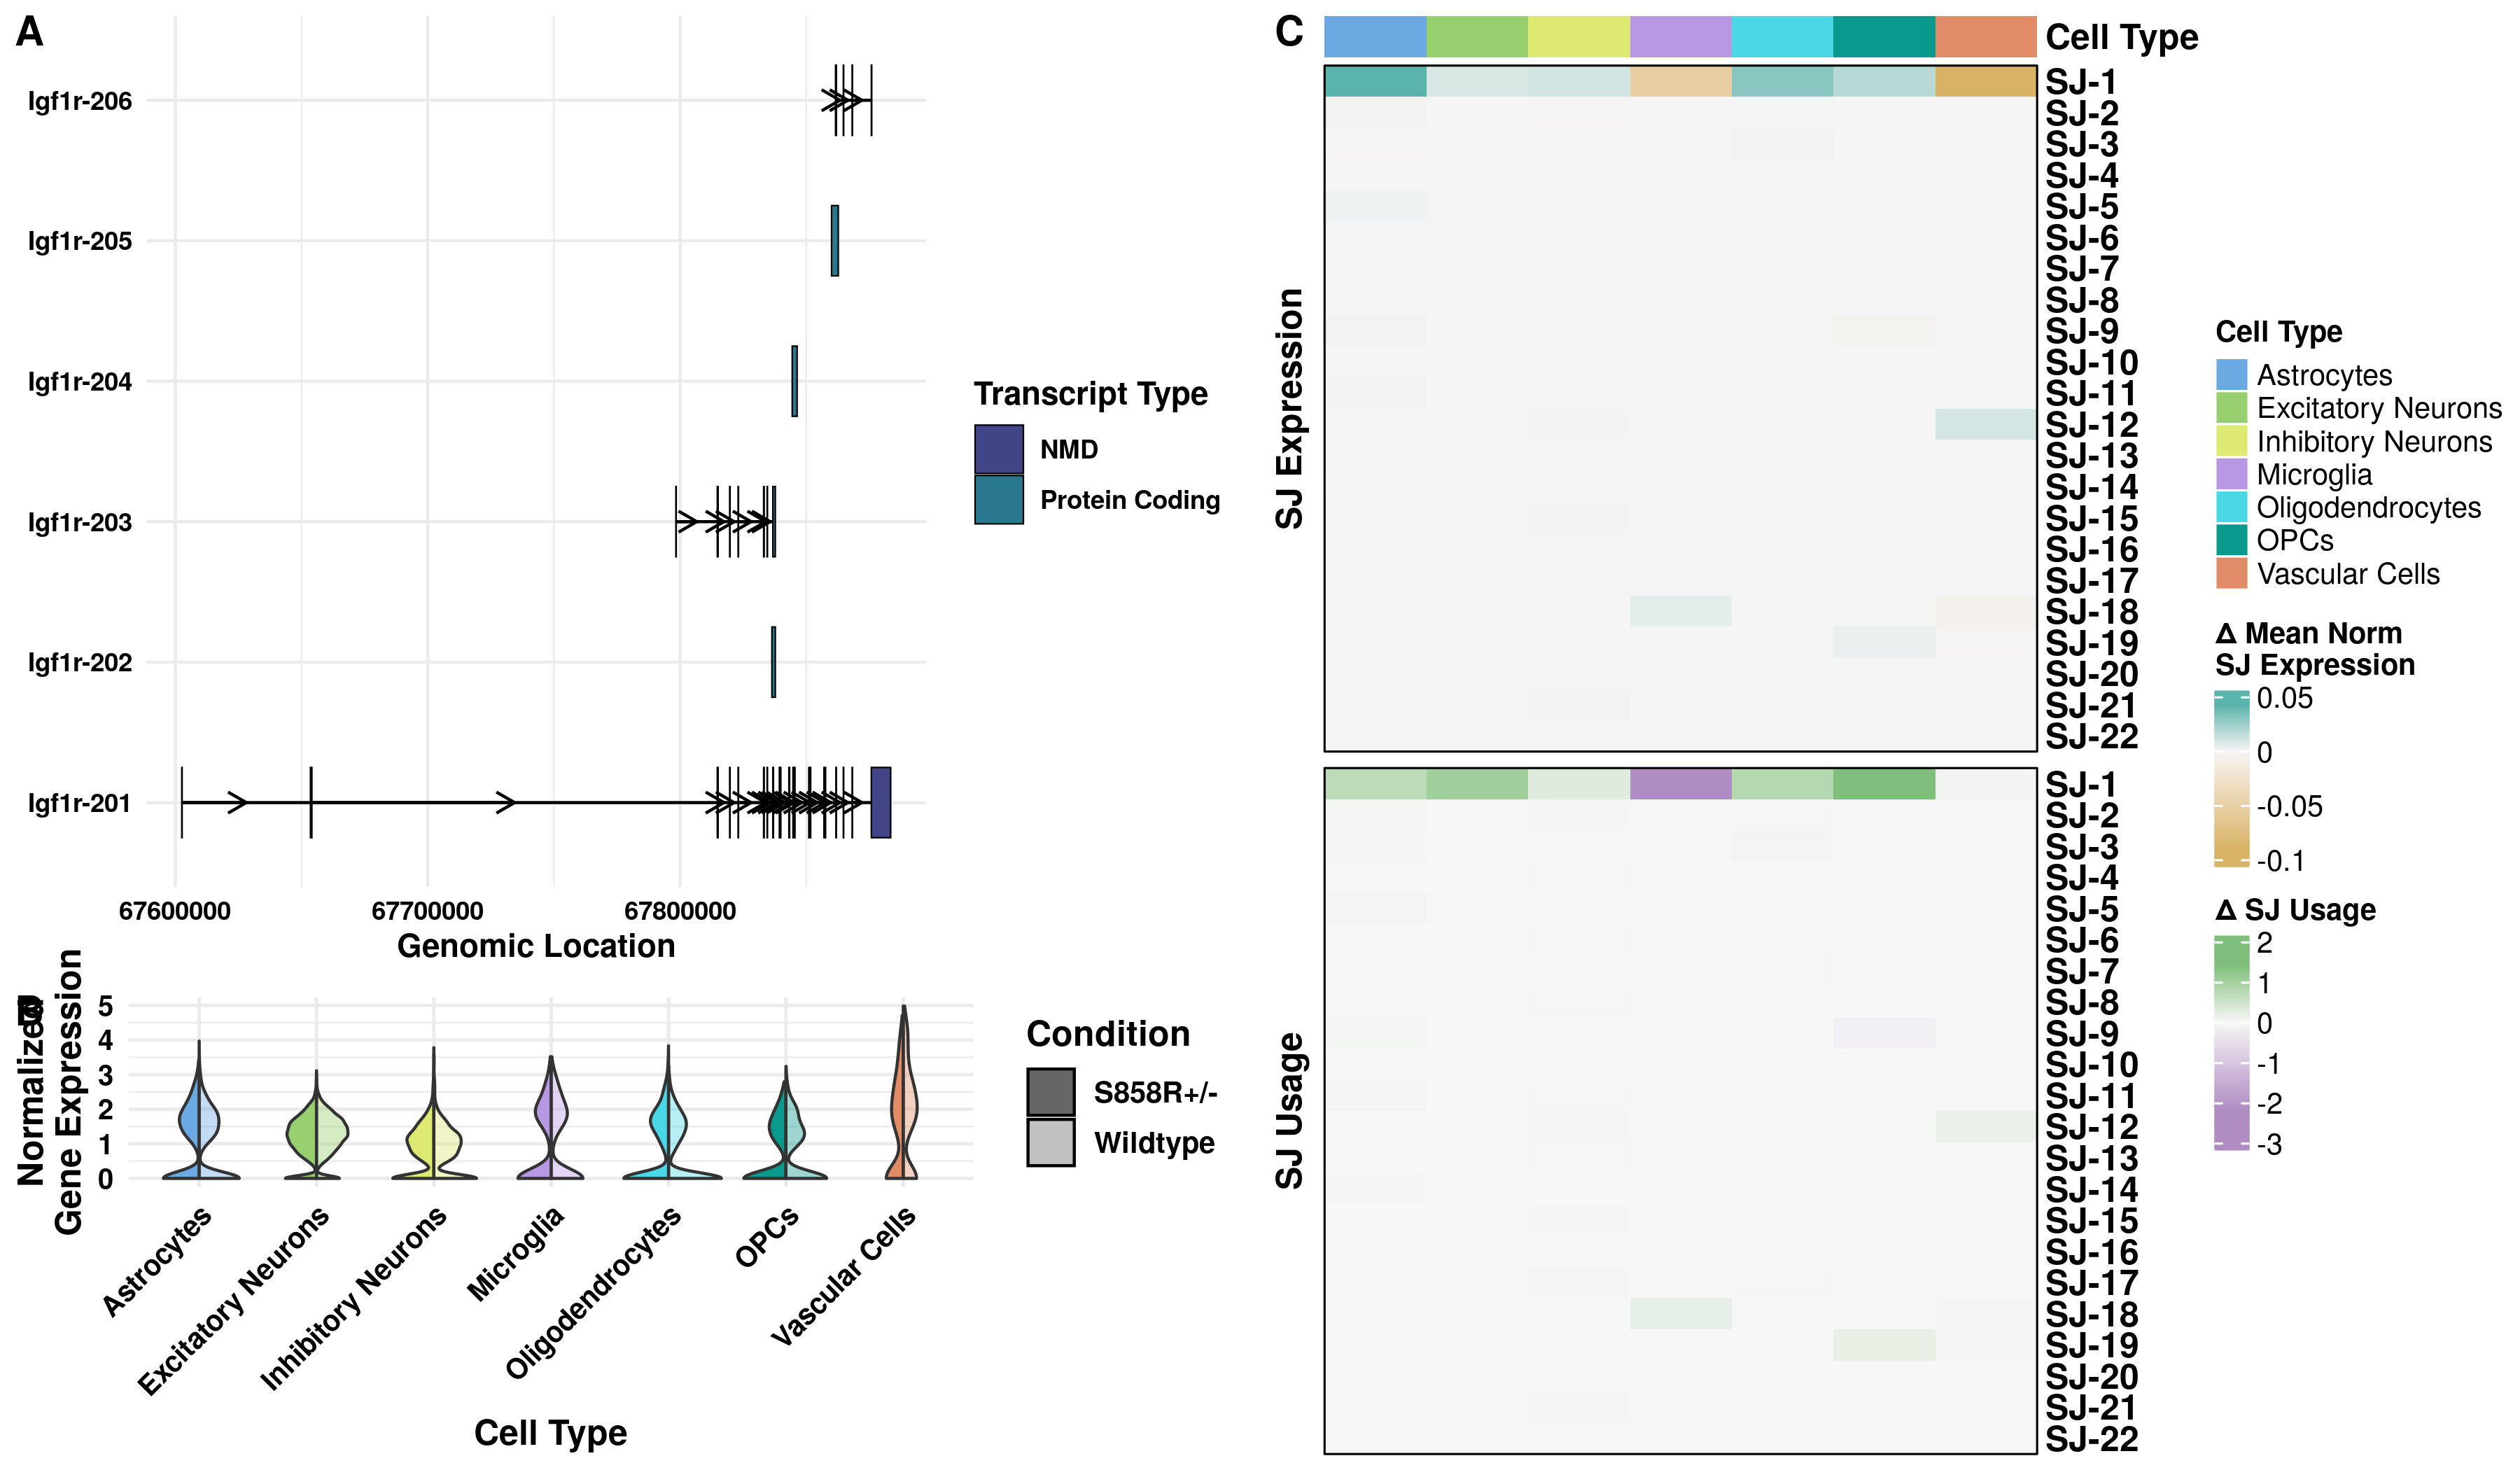 A
Igf1r-206
Igf1r-205
Igf1r-204
Igf1r-203
Igf1r-202
Igf1r-201
67600000
67700000
67800000
Genomic Location
Transcript Type
NMD
Protein Coding
B
Normalized
Gene Expression
5
4
3
2
1
0
Astrocytes
Excitatory Neurons
Inhibitory Neurons
Microglia
Oligodendrocytes
OPCs
Vascular Cells
Cell Type
Condition
S858R+/-
Wildtype
C
Cell Type
SJ Expression
SJ-1
SJ-2
SJ-3
SJ-4
SJ-5
SJ-6
SJ-7
SJ-8
SJ-9
SJ-10
SJ-11
SJ-12
SJ-13
SJ-14
SJ-15
SJ-16
SJ-17
SJ-18
SJ-19
SJ-20
SJ-21
SJ-22
SJ Usage
SJ-1
SJ-2
SJ-3
SJ-4
SJ-5
SJ-6
SJ-7
SJ-8
SJ-9
SJ-10
SJ-11
SJ-12
SJ-13
SJ-14
SJ-15
SJ-16
SJ-17
SJ-18
SJ-19
SJ-20
SJ-21
SJ-22
Cell Type
Astrocytes
Excitatory Neurons
Inhibitory Neurons
Microglia
Oligodendrocytes
OPCs
Vascular Cells
Δ Mean Norm
SJ Expression
0.05
0
-0.05
-0.1
Δ SJ Usage
2
1
0
-1
-2
-3